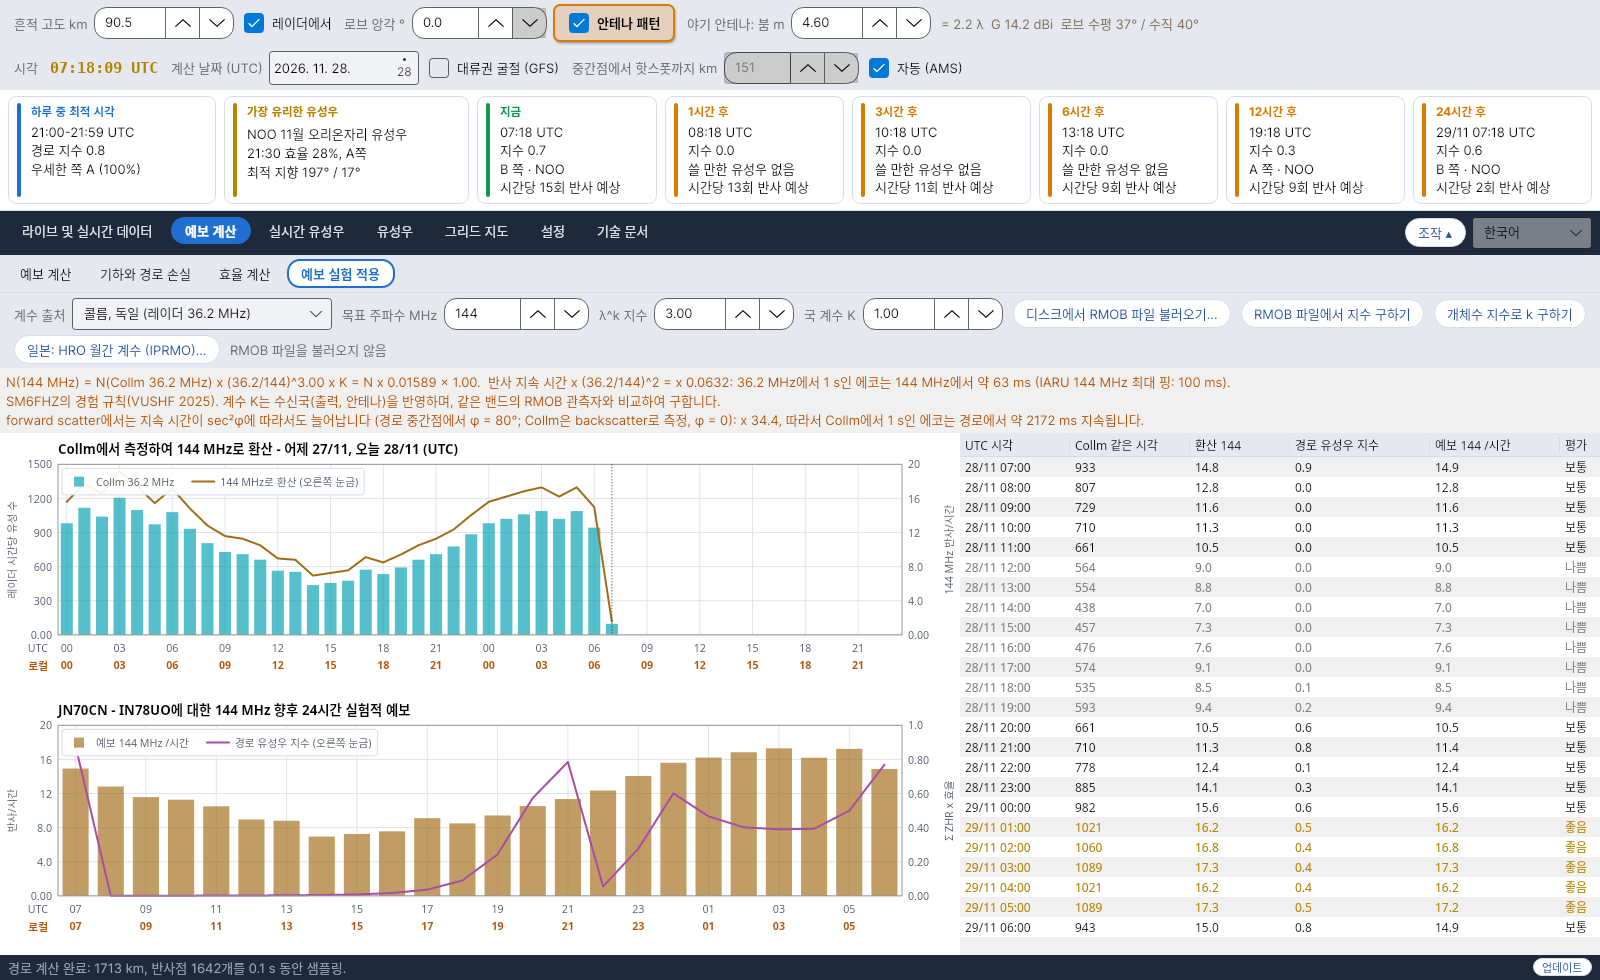 흔적 고도 km 90.5 레이더에서 로브 앙각 ° 0.0 안테나 패턴 야기 안테나: 붐 m 4.60 = 2.2 λ G 14.2 dBi 로브 수평 37° / 수직 40°
시각 07:18:09 UTC 계산 날짜 (UTC) 2026. 11. 28. 28 대류권 굴절 (GFS) 중간점에서 핫스폿까지 km 151 자동 (AMS)
하루 중 최적 시각
21:00-21:59 UTC
경로 지수 0.8
우세한 쪽 A (100%)
가장 유리한 유성우
NOO 11월 오리온자리 유성우
21:30 효율 28%, A쪽
최적 지향 197° / 17°
지금
07:18 UTC
지수 0.7
B 쪽 · NOO
시간당 15회 반사 예상
1시간 후
08:18 UTC
지수 0.0
쓸 만한 유성우 없음
시간당 13회 반사 예상
3시간 후
10:18 UTC
지수 0.0
쓸 만한 유성우 없음
시간당 11회 반사 예상
6시간 후
13:18 UTC
지수 0.0
쓸 만한 유성우 없음
시간당 9회 반사 예상
12시간 후
19:18 UTC
지수 0.3
A 쪽 · NOO
시간당 9회 반사 예상
24시간 후
29/11 07:18 UTC
지수 0.6
B 쪽 · NOO
시간당 2회 반사 예상
라이브 및 실시간 데이터 예보 계산 실시간 유성우 유성우 그리드 지도 설정 기술 문서 조작 ▴ 한국어
예보 계산 기하와 경로 손실 효율 계산 예보 실험 적용
계수 출처 콜름, 독일 (레이더 36.2 MHz) 목표 주파수 MHz 144 λ^k 지수 3.00 국 계수 K 1.00 디스크에서 RMOB 파일 불러오기... RMOB 파일에서 지수 구하기 개체수 지수로 k 구하기
일본: HRO 월간 계수 (IPRMO)... RMOB 파일을 불러오지 않음
N(144 MHz) = N(Collm 36.2 MHz) x (36.2/144)^3.00 x K = N x 0.01589 × 1.00. 반사 지속 시간 x (36.2/144)^2 = x 0.0632: 36.2 MHz에서 1 s인 에코는 144 MHz에서 약 63 ms (IARU 144 MHz 최대 핑: 100 ms).
SM6FHZ의 경험 규칙(VUSHF 2025). 계수 K는 수신국(출력, 안테나)을 반영하며, 같은 밴드의 RMOB 관측자와 비교하여 구합니다.
forward scatter에서는 지속 시간이 sec²φ에 따라서도 늘어납니다 (경로 중간점에서 φ = 80°; Collm은 backscatter로 측정, φ = 0): x 34.4, 따라서 Collm에서 1 s인 에코는 경로에서 약 2172 ms 지속됩니다.
Collm에서 측정하여 144 MHz로 환산 - 어제 27/11, 오늘 28/11 (UTC)
Collm 36.2 MHz 144 MHz로 환산 (오른쪽 눈금)
레이더 시간당 유성 수
1500
1200
900
600
300
0.00
144 MHz 반사/시간
20
16
12
8.0
4.0
0.00
UTC 00 03 06 09 12 15 18 21 00 03 06 09 12 15 18 21
로컬 00 03 06 09 12 15 18 21 00 03 06 09 12 15 18 21
JN70CN - IN78UO에 대한 144 MHz 향후 24시간 실험적 예보
예보 144 MHz /시간 경로 유성우 지수 (오른쪽 눈금)
반사/시간
20
16
12
8.0
4.0
0.00
Σ ZHR x 효율
1.0
0.80
0.60
0.40
0.20
0.00
UTC 07 09 11 13 15 17 19 21 23 01 03 05
로컬 07 09 11 13 15 17 19 21 23 01 03 05
UTC 시각 Collm 같은 시각 환산 144 경로 유성우 지수 예보 144 /시간 평가
28/11 07:00 933 14.8 0.9 14.9 보통
28/11 08:00 807 12.8 0.0 12.8 보통
28/11 09:00 729 11.6 0.0 11.6 보통
28/11 10:00 710 11.3 0.0 11.3 보통
28/11 11:00 661 10.5 0.0 10.5 보통
28/11 12:00 564 9.0 0.0 9.0 나쁨
28/11 13:00 554 8.8 0.0 8.8 나쁨
28/11 14:00 438 7.0 0.0 7.0 나쁨
28/11 15:00 457 7.3 0.0 7.3 나쁨
28/11 16:00 476 7.6 0.0 7.6 나쁨
28/11 17:00 574 9.1 0.0 9.1 나쁨
28/11 18:00 535 8.5 0.1 8.5 나쁨
28/11 19:00 593 9.4 0.2 9.4 나쁨
28/11 20:00 661 10.5 0.6 10.5 보통
28/11 21:00 710 11.3 0.8 11.4 보통
28/11 22:00 778 12.4 0.1 12.4 보통
28/11 23:00 885 14.1 0.3 14.1 보통
29/11 00:00 982 15.6 0.6 15.6 보통
29/11 01:00 1021 16.2 0.5 16.2 좋음
29/11 02:00 1060 16.8 0.4 16.8 좋음
29/11 03:00 1089 17.3 0.4 17.3 좋음
29/11 04:00 1021 16.2 0.4 16.2 좋음
29/11 05:00 1089 17.3 0.5 17.2 좋음
29/11 06:00 943 15.0 0.8 14.9 보통
경로 계산 완료: 1713 km, 반사점 1642개를 0.1 s 동안 샘플링. 업데이트